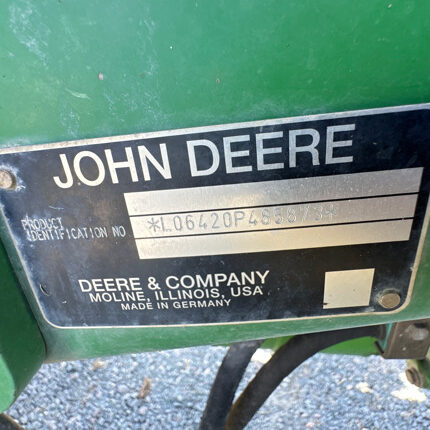 JOHN DEERE
PRODUCT
IDENTIFICATION NO
DEERE & COMPANY
MOLINE, ILLINOIS, USA
MADE IN GERMANY